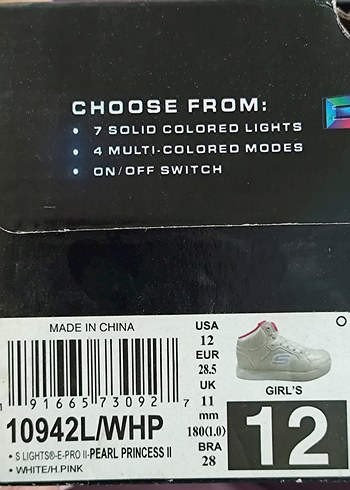 CHOOSE FROM:
• 7 SOLID COLORED LIGHTS
• 4 MULTI-COLORED MODES
• ON/OFF SWITCH
MADE IN CHINA
1 91665 73092 7
10942L/WHP
• S LIGHTS®-E-PRO II-PEARL PRINCESS II
• WHITE/H.PINK
USA
12
EUR
28.5
UK
11
mm
180(1.0)
BRA
28
S
GIRL'S
12